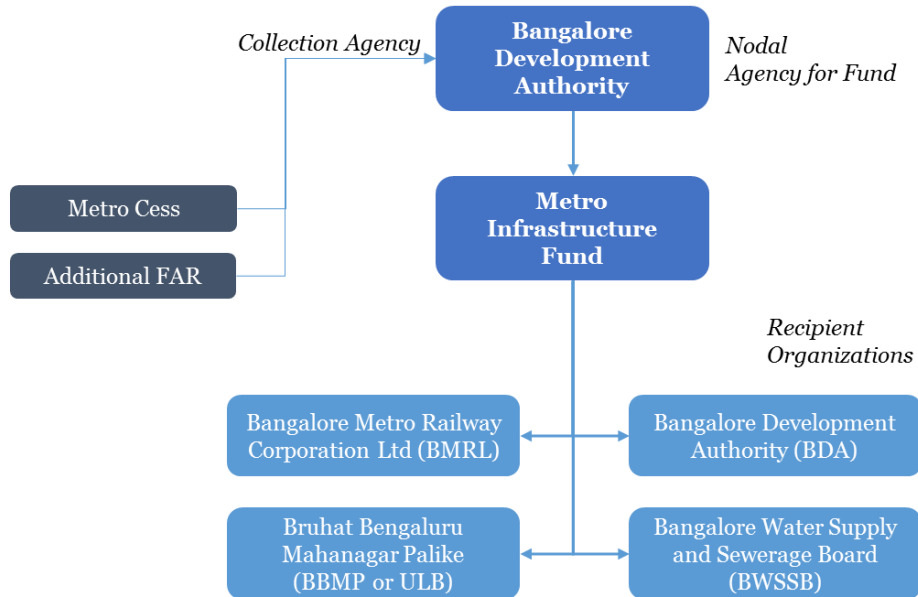 Collection Agency
Bangalore
Development
Authority
Nodal
Agency for Fund
Metro Cess
Additional FAR
Metro
Infrastructure
Fund
Recipient
Organizations
Bangalore Metro Railway
Corporation Ltd (BMRL)
Bangalore Development
Authority (BDA)
Bruhat Bengaluru
Mahanagar Palike
(BBMP or ULB)
Bangalore Water Supply
and Sewerage Board
(BWSSB)